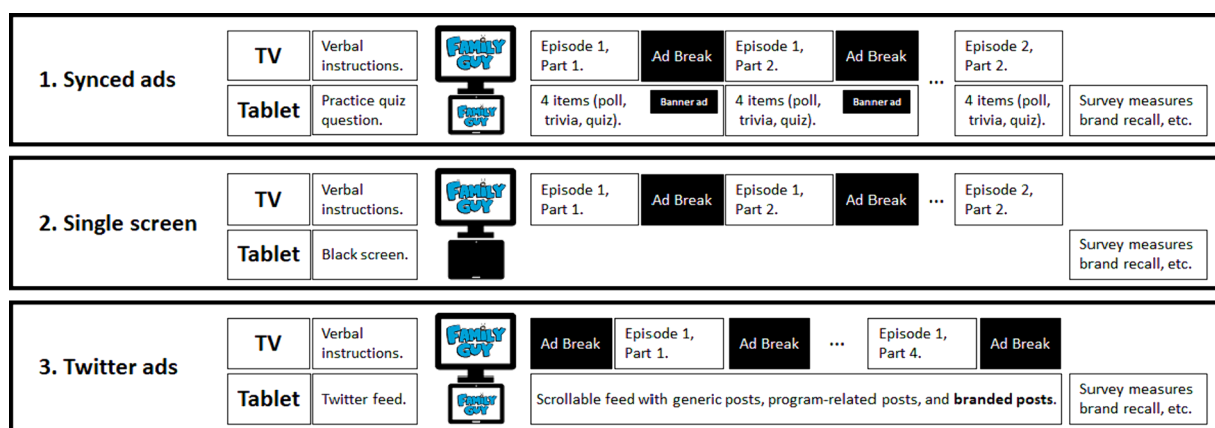 1. Synced ads
TV
Verbal
instructions.
FAMILY
GUY
Episode 1,
Part 1.
Ad Break
Episode 1,
Part 2.
Ad Break
...
Episode 2,
Part 2.
Tablet
Practice quiz
question.
FAMILY
GUY
4 items (poll,
trivia, quiz).
Banner ad
4 items (poll,
trivia, quiz).
Banner ad
4 items (poll,
trivia, quiz).
Survey measures
brand recall, etc.
2. Single screen
TV
Verbal
instructions.
FAMILY
GUY
Episode 1,
Part 1.
Ad Break
Episode 1,
Part 2.
Ad Break
...
Episode 2,
Part 2.
Tablet
Black screen.
Survey measures
brand recall, etc.
3. Twitter ads
TV
Verbal
instructions.
FAMILY
GUY
Ad Break
Episode 1,
Part 1.
Ad Break
...
Episode 1,
Part 4.
Ad Break
Tablet
Twitter feed.
FAMILY
GUY
Scrollable feed with generic posts, program-related posts, and branded posts.
Survey measures
brand recall, etc.